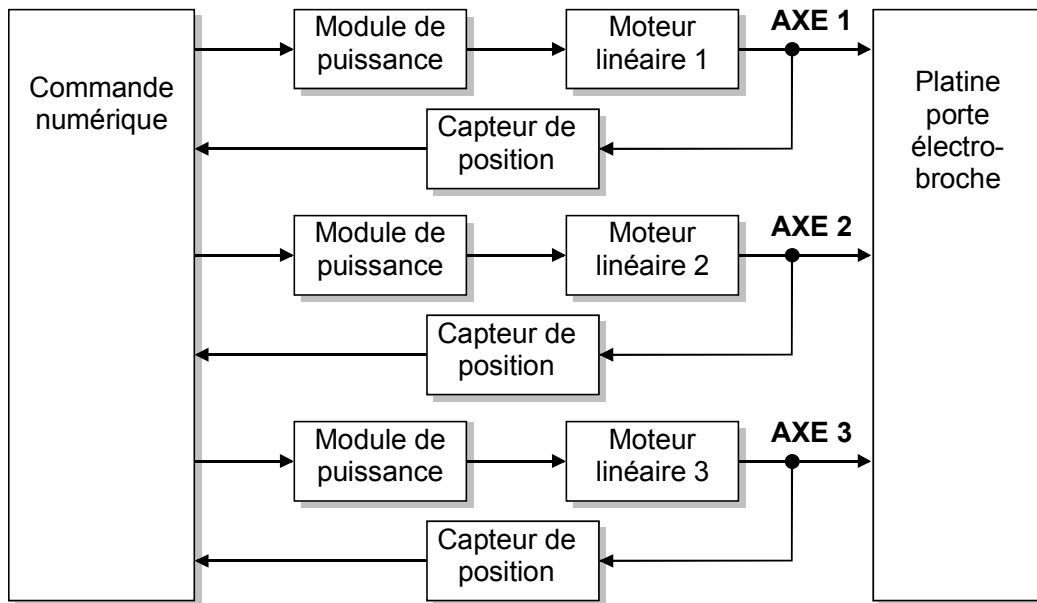 Commande
numérique
Module de
puissance
Moteur
linéaire 1
AXE 1
Capteur de
position
Module de
puissance
Moteur
linéaire 2
AXE 2
Capteur de
position
Module de
puissance
Moteur
linéaire 3
AXE 3
Capteur de
position
Platine
porte
électro-
broche